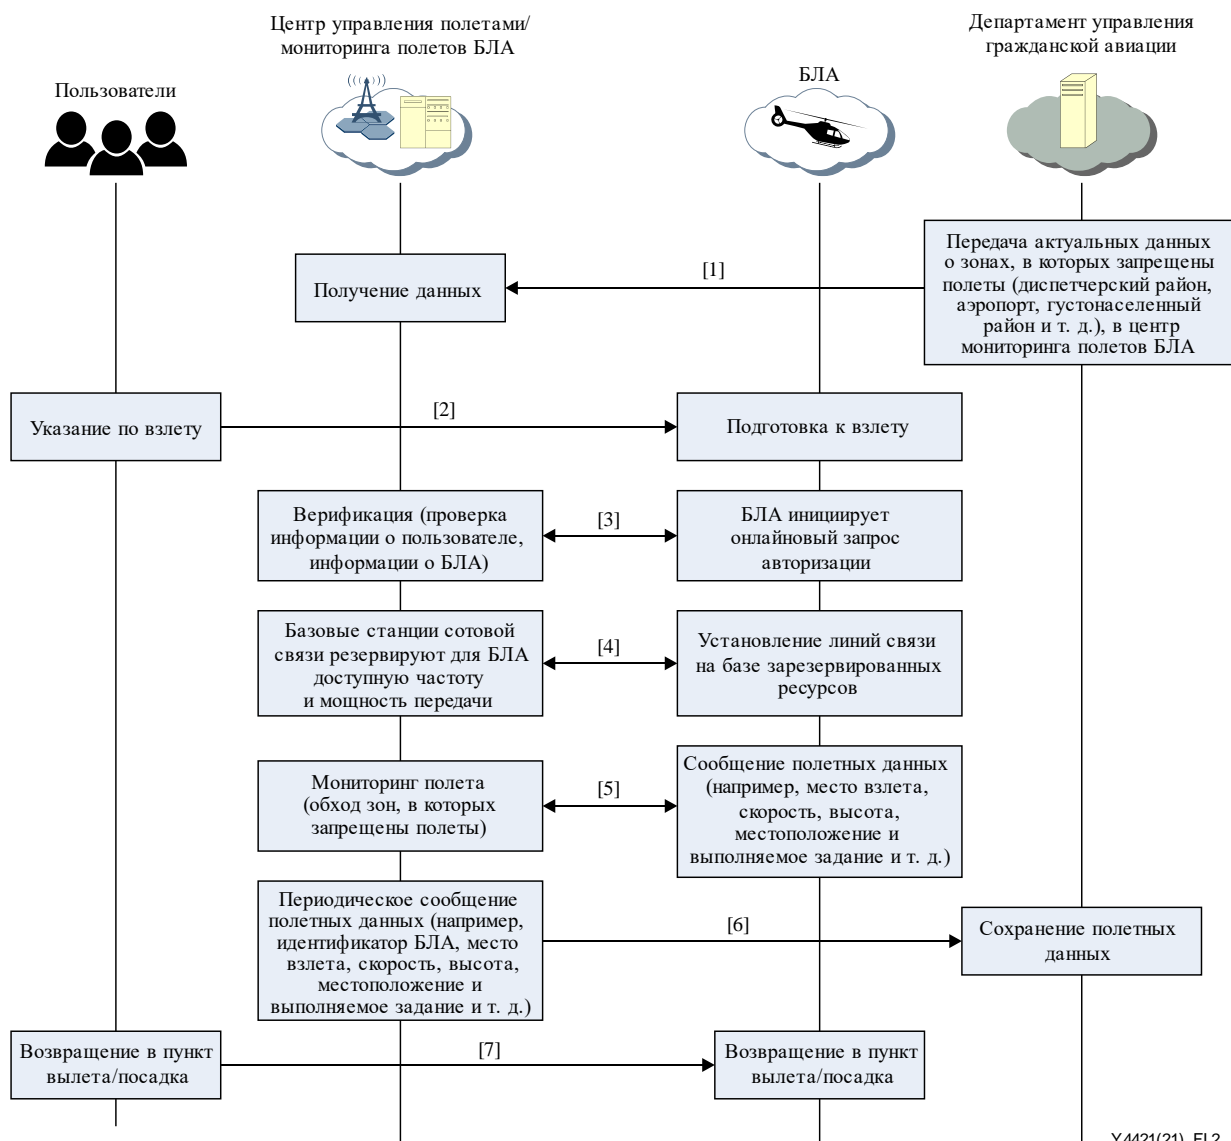 Центр управления полетами/
мониторинга полетов БЛА
Департамент управления
гражданской авиации
Пользователи
БЛА
Передача актуальных данных
о зонах, в которых запрещены
полеты (диспетчерский район,
аэропорт, густонаселенный
район и т. д.), в центр
мониторинга полетов БЛА
[1]
Получение данных
Указание по взлету
[2]
Подготовка к взлету
Верификация (проверка
информации о пользователе,
информации о БЛА)
[3]
БЛА инициирует
онлайновый запрос
авторизации
Базовые станции сотовой
связи резервируют для БЛА
доступную частоту
и мощность передачи
[4]
Установление линий связи
на базе зарезервированных
ресурсов
Мониторинг полета
(обход зон, в которых
запрещены полеты)
[5]
Сообщение полетных данных
(например, место взлета,
скорость, высота,
местоположение и
выполняемое задание и т. д.)
Периодическое сообщение
полетных данных (например,
идентификатор БЛА, место
взлета, скорость, высота,
местоположение и
выполняемое задание и т. д.)
[6]
Сохранение полетных
данных
Возвращение в пункт
вылета/посадка
[7]
Возвращение в пункт
вылета/посадка